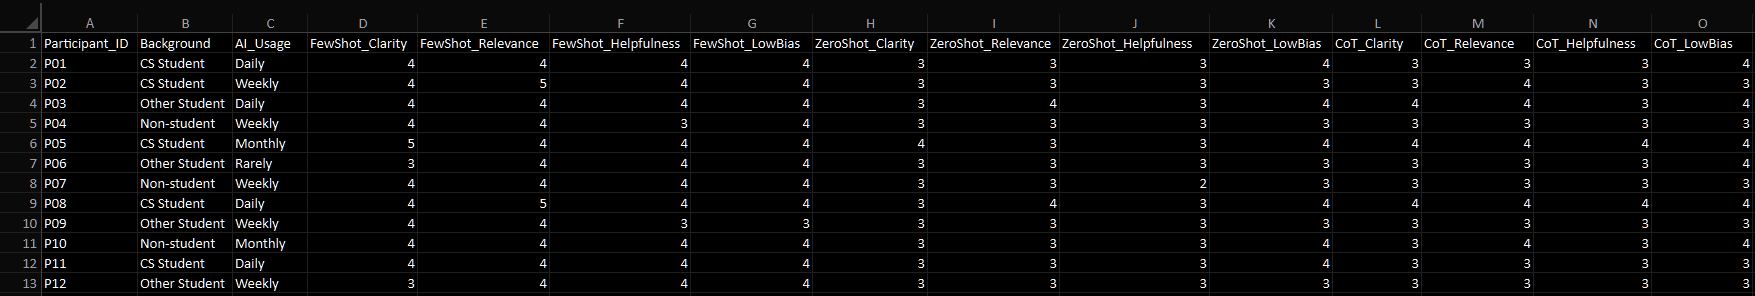 A B C D E F G H I J K L M N O
1 Participant_ID Background AI_Usage FewShot_Clarity FewShot_Relevance FewShot_Helpfulness FewShot_LowBias ZeroShot_Clarity ZeroShot_Relevance ZeroShot_Helpfulness ZeroShot_LowBias CoT_Clarity CoT_Relevance CoT_Helpfulness CoT_LowBias
2 P01 CS Student Daily 4 4 4 4 3 3 3 4 3 3 3 4
3 P02 CS Student Weekly 4 5 4 4 3 3 3 3 3 4 3 3
4 P03 Other Student Daily 4 4 4 4 3 4 3 4 4 4 3 4
5 P04 Non-student Weekly 4 4 3 4 3 3 3 3 3 3 3 3
6 P05 CS Student Monthly 5 4 4 4 4 3 3 4 4 4 4 4
7 P06 Other Student Rarely 3 4 4 4 3 3 3 3 3 3 3 4
8 P07 Non-student Weekly 4 4 4 4 3 3 2 3 3 3 3 3
9 P08 CS Student Daily 4 5 4 4 3 4 3 4 4 4 4 4
10 P09 Other Student Weekly 4 4 3 3 3 3 3 3 3 3 3 3
11 P10 Non-student Monthly 4 4 4 4 3 3 3 4 3 4 3 4
12 P11 CS Student Daily 4 4 4 4 3 3 3 4 3 3 3 3
13 P12 Other Student Weekly 3 4 4 4 3 3 3 3 3 3 3 3